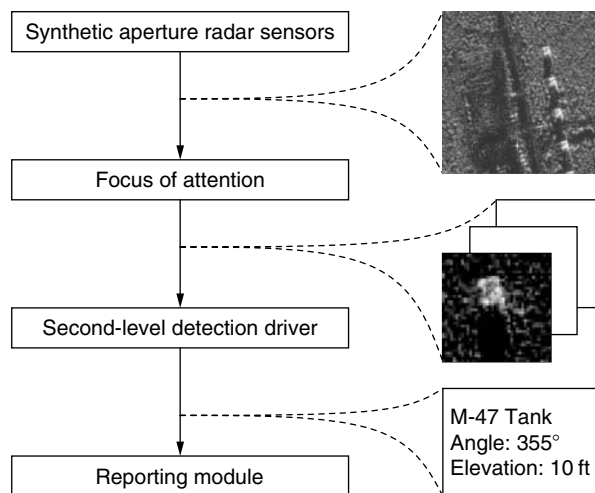 Synthetic aperture radar sensors
Focus of attention
Second-level detection driver
M-47 Tank
Angle: 355°
Elevation: 10 ft
Reporting module